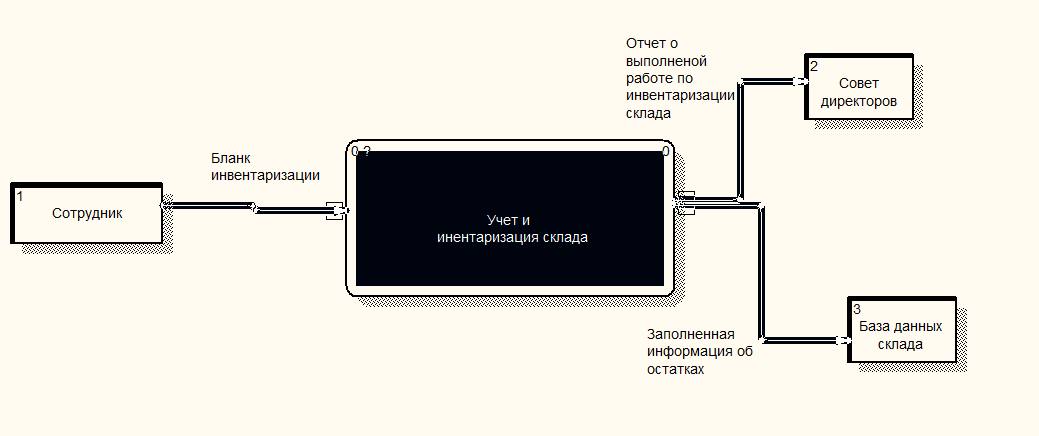 1
Сотрудник
Бланк
инвентаризации
0 ?
0
Учет и
инентаризация склада
Отчет о
выполненой
работе по
инвентаризации
склада
2
Совет
директоров
Заполненная
информация об
остатках
3
База данных
склада